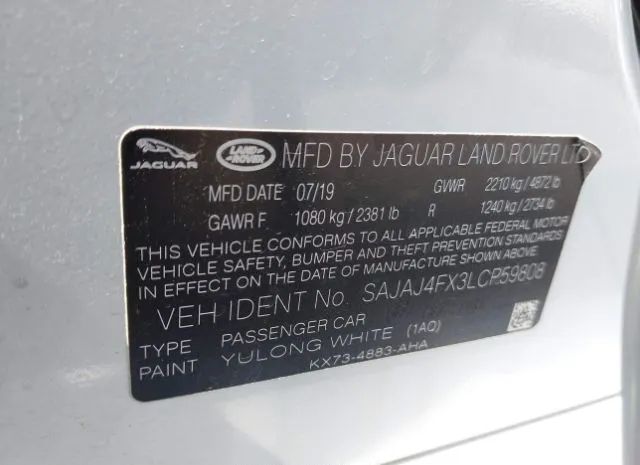 JAGUAR LAND ROVER MFD BY JAGUAR LAND ROVER LTD
MFD DATE 07/19 GVWR 2210 kg / 4872 lb
GAWR F 1080 kg / 2381 lb R 1240 kg / 2734 lb
THIS VEHICLE CONFORMS TO ALL APPLICABLE FEDERAL MOTOR
VEHICLE SAFETY, BUMPER AND THEFT PREVENTION STANDARDS
IN EFFECT ON THE DATE OF MANUFACTURE SHOWN ABOVE.
VEH IDENT No. SAJAJ4FX3LCP59808
TYPE PASSENGER CAR
PAINT YULONG WHITE (1AQ)
KX73-4883-AHA